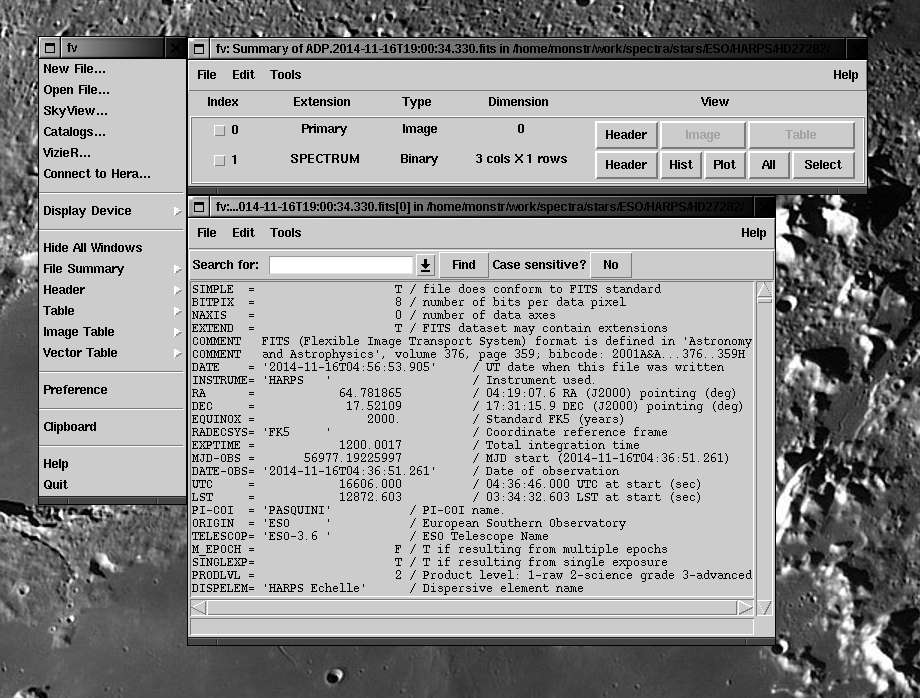 fv
New File...
Open File...
SkyView...
Catalogs...
VizieR...
Connect to Hera...
Display Device
Hide All Windows
File Summary
Header
Table
Image Table
Vector Table
Preference
Clipboard
Help
Quit
fv: Summary of ADP.2014-11-16T19:00:34.330.fits in /home/monstr/work/spectra/stars/ESO/HARPS/HD27282/
File Edit Tools Help
Index Extension Type Dimension View
0 Primary Image 0 Header Image Table
1 SPECTRUM Binary 3 cols X 1 rows Header Hist Plot All Select
fv:...014-11-16T19:00:34.330.fits[0] in /home/monstr/work/spectra/stars/ESO/HARPS/HD27282/
File Edit Tools Help
Search for: Find Case sensitive? No
SIMPLE = T / file does conform to FITS standard
BITPIX = 8 / number of bits per data pixel
NAXIS = 0 / number of data axes
EXTEND = T / FITS dataset may contain extensions
COMMENT FITS (Flexible Image Transport System) format is defined in 'Astronomy
COMMENT and Astrophysics', volume 376, page 359; bibcode: 2001A&A...376..359H
DATE = '2014-11-16T04:56:53.905' / UT date when this file was written
INSTRUME= 'HARPS ' / Instrument used.
RA = 64.781865 / 04:19:07.6 RA (J2000) pointing (deg)
DEC = 17.52109 / 17:31:15.9 DEC (J2000) pointing (deg)
EQUINOX = 2000. / Standard FK5 (years)
RADECSYS= 'FK5 ' / Coordinate reference frame
EXPTIME = 1200.0017 / Total integration time
MJD-OBS = 56977.19225997 / MJD start (2014-11-16T04:36:51.261)
DATE-OBS= '2014-11-16T04:36:51.261' / Date of observation
UTC = 16606.000 / 04:36:46.000 UTC at start (sec)
LST = 12872.603 / 03:34:32.603 LST at start (sec)
PI-COI = 'PASQUINI' / PI-COI name.
ORIGIN = 'ESO ' / European Southern Observatory
TELESCOP= 'ESO-3.6 ' / ESO Telescope Name
M_EPOCH = F / T if resulting from multiple epochs
SINGLEXP= T / T if resulting from single exposure
PRODLVL = 2 / Product level: 1-raw 2-science grade 3-advanced
DISPELEM= 'HARPS Echelle' / Dispersive element name